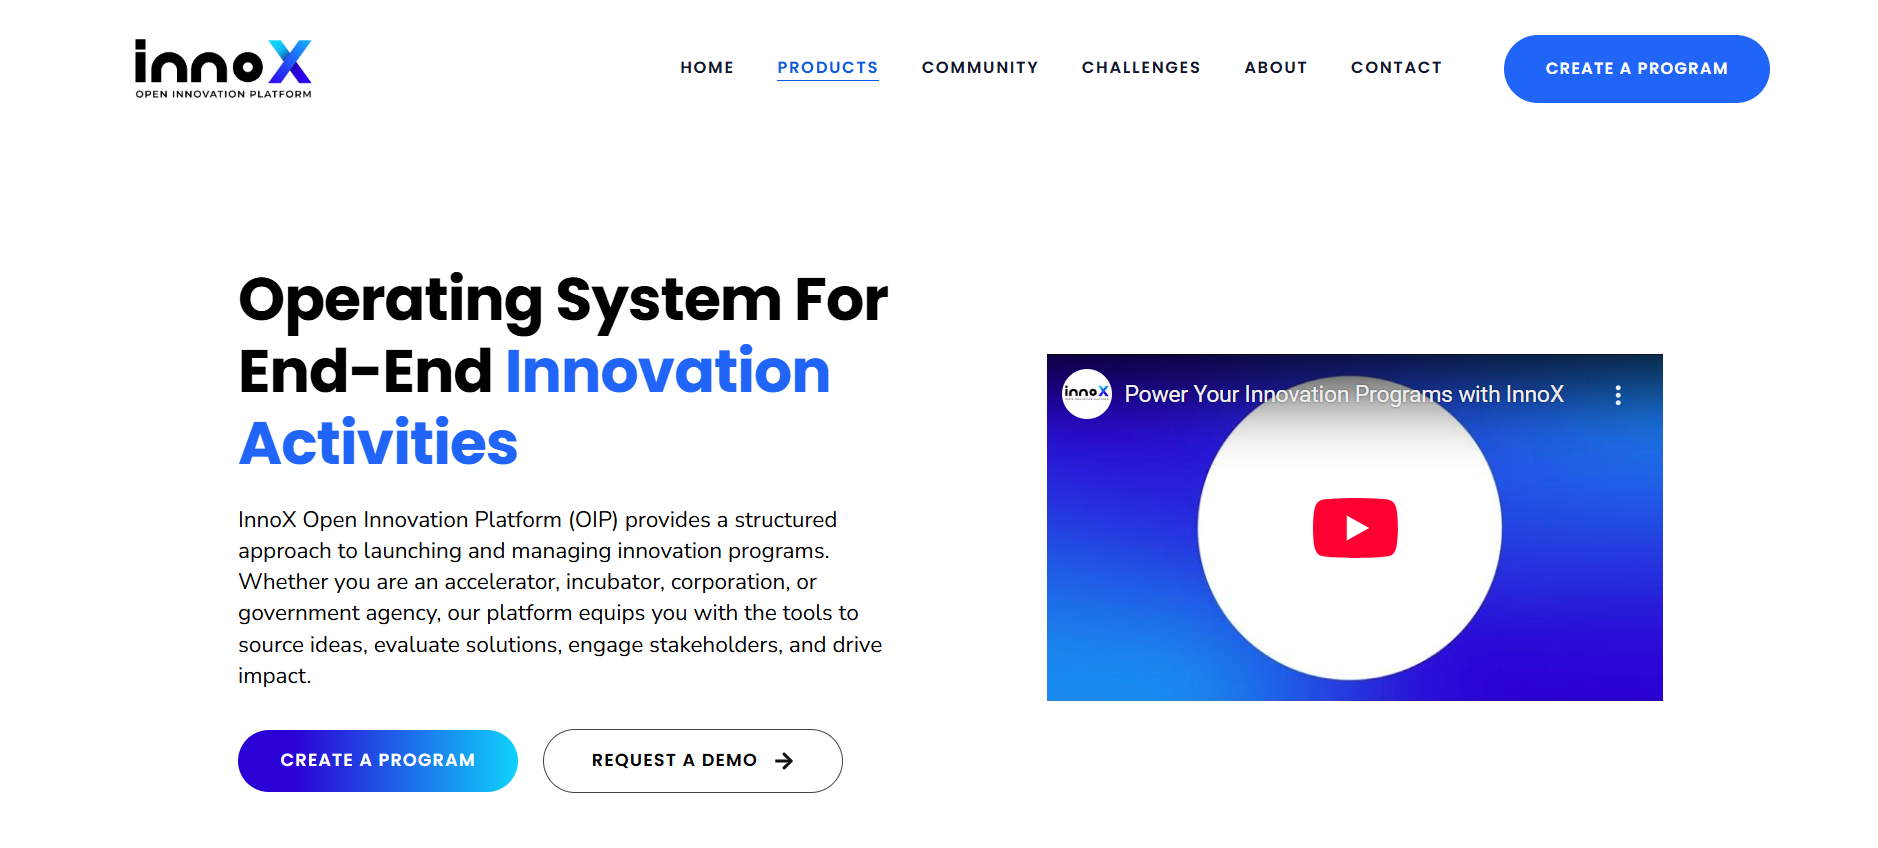 innoX
OPEN INNOVATION PLATFORM
HOME
PRODUCTS
COMMUNITY
CHALLENGES
ABOUT
CONTACT
CREATE A PROGRAM
Operating System For
End-End Innovation
Activities
InnoX Open Innovation Platform (OIP) provides a structured
approach to launching and managing innovation programs.
Whether you are an accelerator, incubator, corporation, or
government agency, our platform equips you with the tools to
source ideas, evaluate solutions, engage stakeholders, and drive
impact.
CREATE A PROGRAM
REQUEST A DEMO
innoX
Power Your Innovation Programs with InnoX